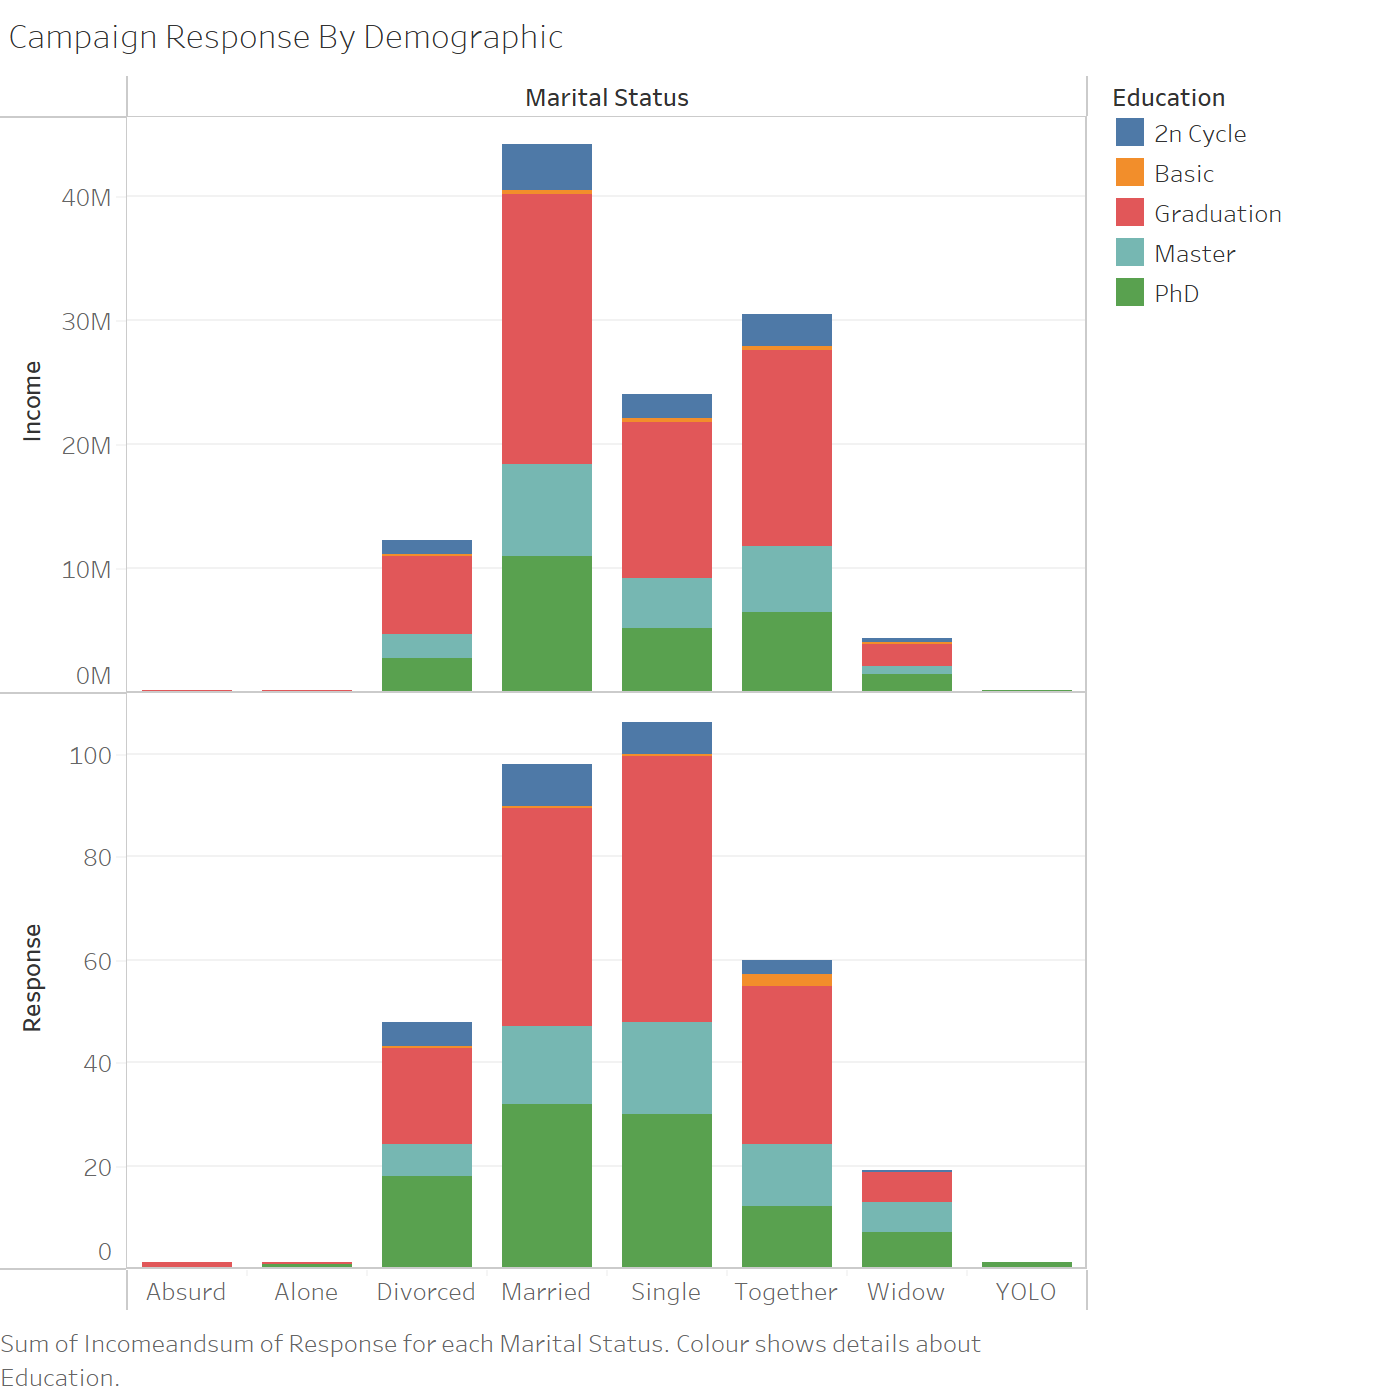 Campaign Response By Demographic
Marital Status
Education
2n Cycle
Basic
Graduation
Master
PhD
40M
30M
20M
10M
0M
Income
100
80
60
40
20
0
Response
Absurd Alone Divorced Married Single Together Widow YOLO
Sum of Incomeandsum of Response for each Marital Status. Colour shows details about
Education.